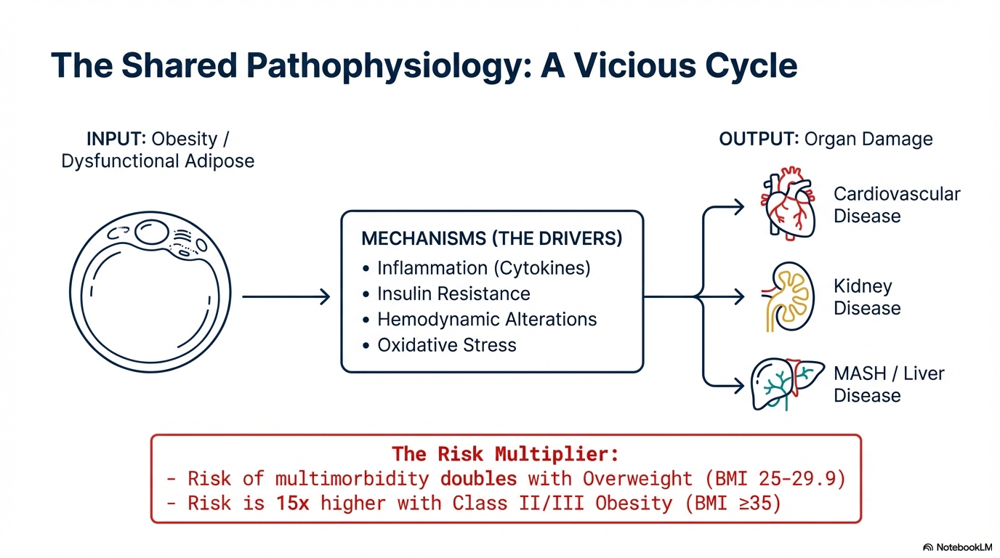 The Shared Pathophysiology: A Vicious Cycle
INPUT: Obesity /
Dysfunctional Adipose
MECHANISMS (THE DRIVERS)
• Inflammation (Cytokines)
• Insulin Resistance
• Hemodynamic Alterations
• Oxidative Stress
OUTPUT: Organ Damage
Cardiovascular
Disease
Kidney
Disease
MASH / Liver
Disease
The Risk Multiplier:
- Risk of multimorbidity doubles with Overweight (BMI 25-29.9)
- Risk is 15x higher with Class II/III Obesity (BMI ≥35)
NotebookLM